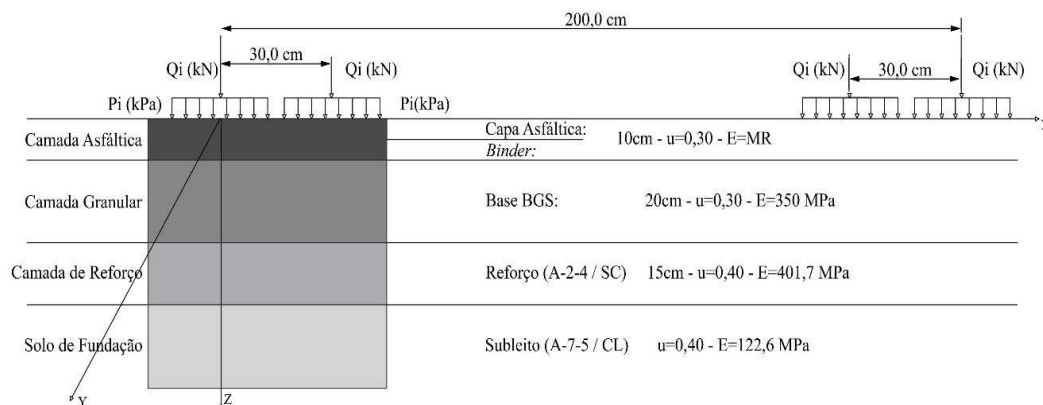 200,0 cm
Qi (kN) 30,0 cm Qi (kN) Qi (kN) 30,0 cm Qi (kN)
Pi (kPa) Pi(kPa)
Camada Asfáltica Capa Asfáltica: 10cm - u=0,30 - E=MR
Binder:
Camada Granular Base BGS: 20cm - u=0,30 - E=350 MPa
Camada de Reforço Reforço (A-2-4 / SC) 15cm - u=0,40 - E=401,7 MPa
Solo de Fundação Subleito (A-7-5 / CL) u=0,40 - E=122,6 MPa
Y Z